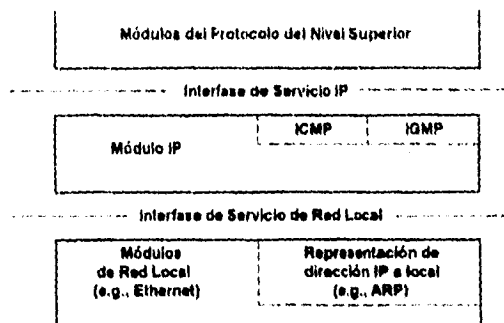 Módulos del Protocolo del Nivel Superior
Interfase de Servicio IP
Módulo IP
ICMP
IGMP
Interfase de Servicio de Red Local
Módulos
de Red Local
(e.g., Ethernet)
Representación de
dirección IP a local
(e.g., ARP)